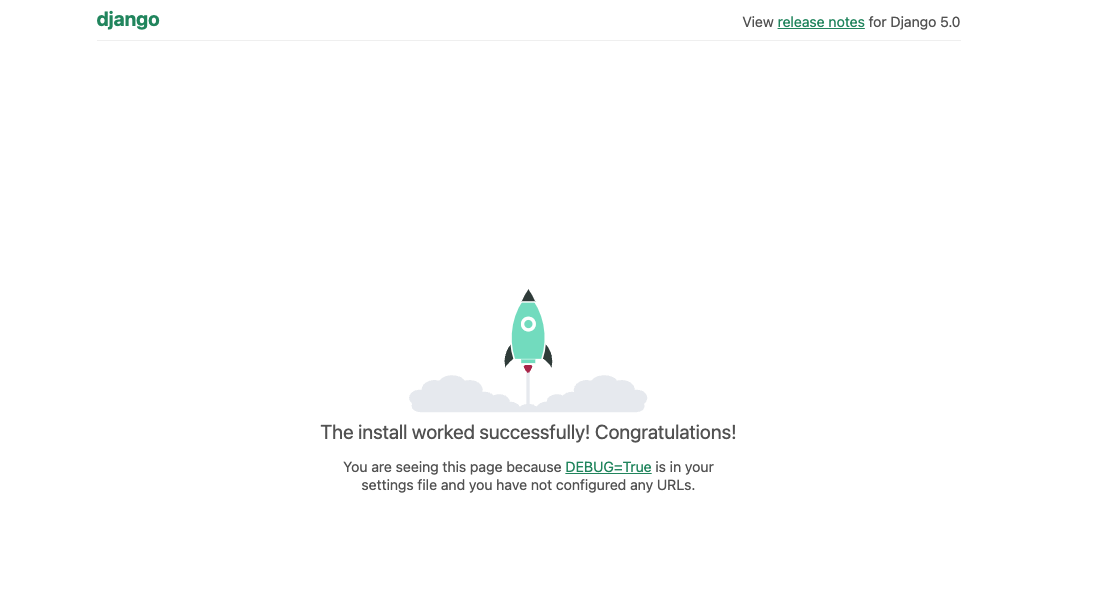 django
View release notes for Django 5.0
The install worked successfully! Congratulations!
You are seeing this page because DEBUG=True is in your
settings file and you have not configured any URLs.